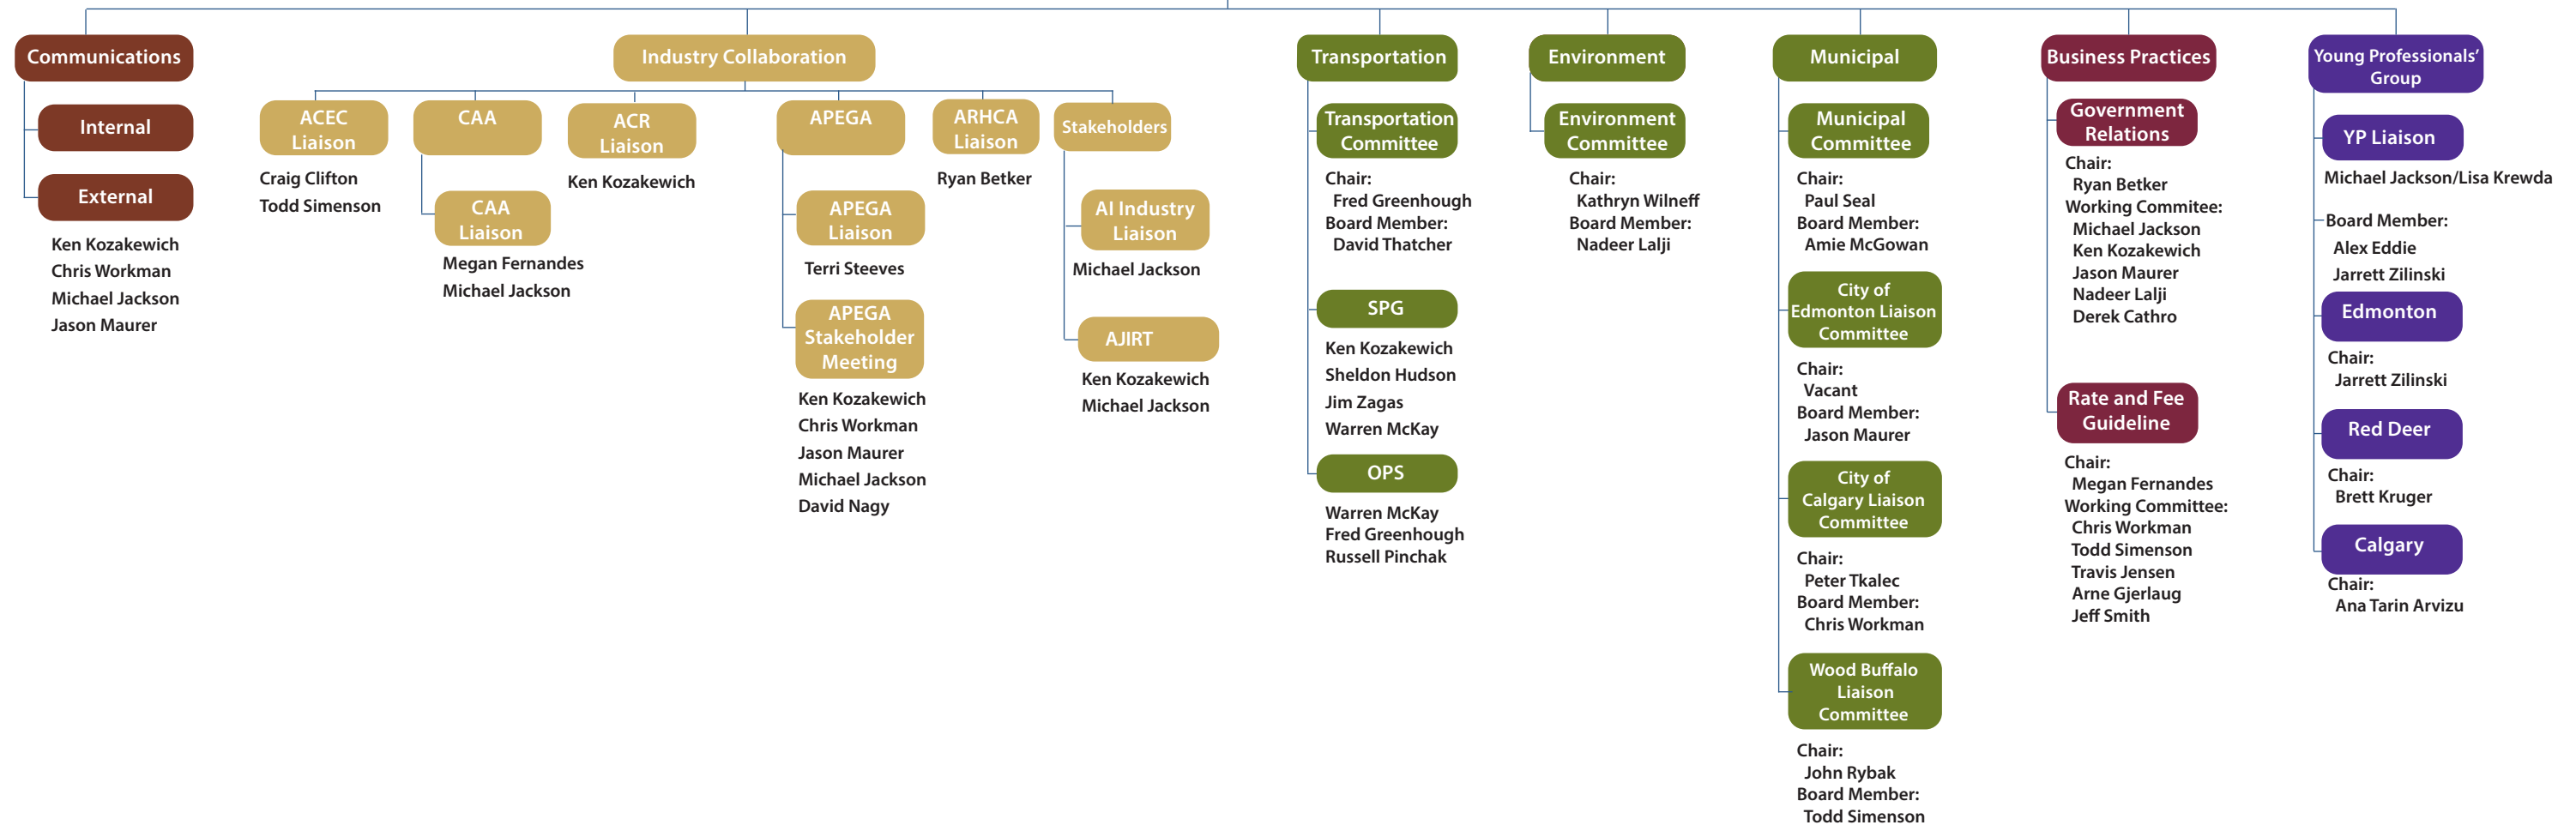 Communications
Internal
External
Ken Kozakewich
Chris Workman
Michael Jackson
Jason Maurer
Industry Collaboration
ACEC
Liaison
Craig Clifton
Todd Simenson
CAA
CAA
Liaison
Megan Fernandes
Michael Jackson
ACR
Liaison
Ken Kozakewich
APEGA
APEGA
Liaison
Terri Steeves
APEGA
Stakeholder
Meeting
Ken Kozakewich
Chris Workman
Jason Maurer
Michael Jackson
David Nagy
ARHCA
Liaison
Ryan Betker
Stakeholders
AI Industry
Liaison
Michael Jackson
AJIRT
Ken Kozakewich
Michael Jackson
Transportation
Transportation
Committee
Chair:
Fred Greenhough
Board Member:
David Thatcher
SPG
Ken Kozakewich
Sheldon Hudson
Jim Zagas
Warren McKay
OPS
Warren McKay
Fred Greenhough
Russell Pinchak
Environment
Environment
Committee
Chair:
Kathryn Wilneff
Board Member:
Nadeer Lalji
Municipal
Municipal
Committee
Chair:
Paul Seal
Board Member:
Amie McGowan
City of
Edmonton Liaison
Committee
Chair:
Vacant
Board Member:
Jason Maurer
City of
Calgary Liaison
Committee
Chair:
Peter Tkalec
Board Member:
Chris Workman
Wood Buffalo
Liaison
Committee
Chair:
John Rybak
Board Member:
Todd Simenson
Business Practices
Government
Relations
Chair:
Ryan Betker
Working Commitee:
Michael Jackson
Ken Kozakewich
Jason Maurer
Nadeer Lalji
Derek Cathro
Rate and Fee
Guideline
Chair:
Megan Fernandes
Working Committee:
Chris Workman
Todd Simenson
Travis Jensen
Arne Gjerlaug
Jeff Smith
Young Professionals’
Group
YP Liaison
Michael Jackson/Lisa Krewda
Board Member:
Alex Eddie
Jarrett Zilinski
Edmonton
Chair:
Jarrett Zilinski
Red Deer
Chair:
Brett Kruger
Calgary
Chair:
Ana Tarin Arvizu